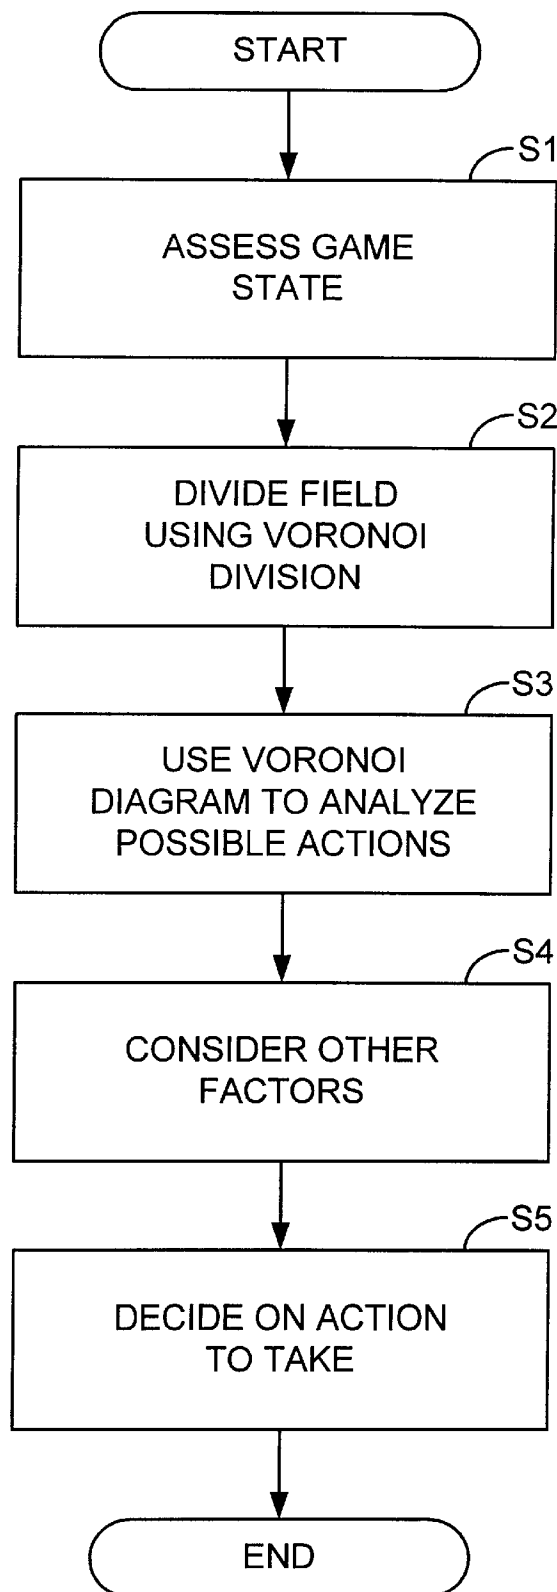 START
S1
ASSESS GAME
STATE
S2
DIVIDE FIELD
USING VORONOI
DIVISION
S3
USE VORONOI
DIAGRAM TO ANALYZE
POSSIBLE ACTIONS
S4
CONSIDER OTHER
FACTORS
S5
DECIDE ON ACTION
TO TAKE
END